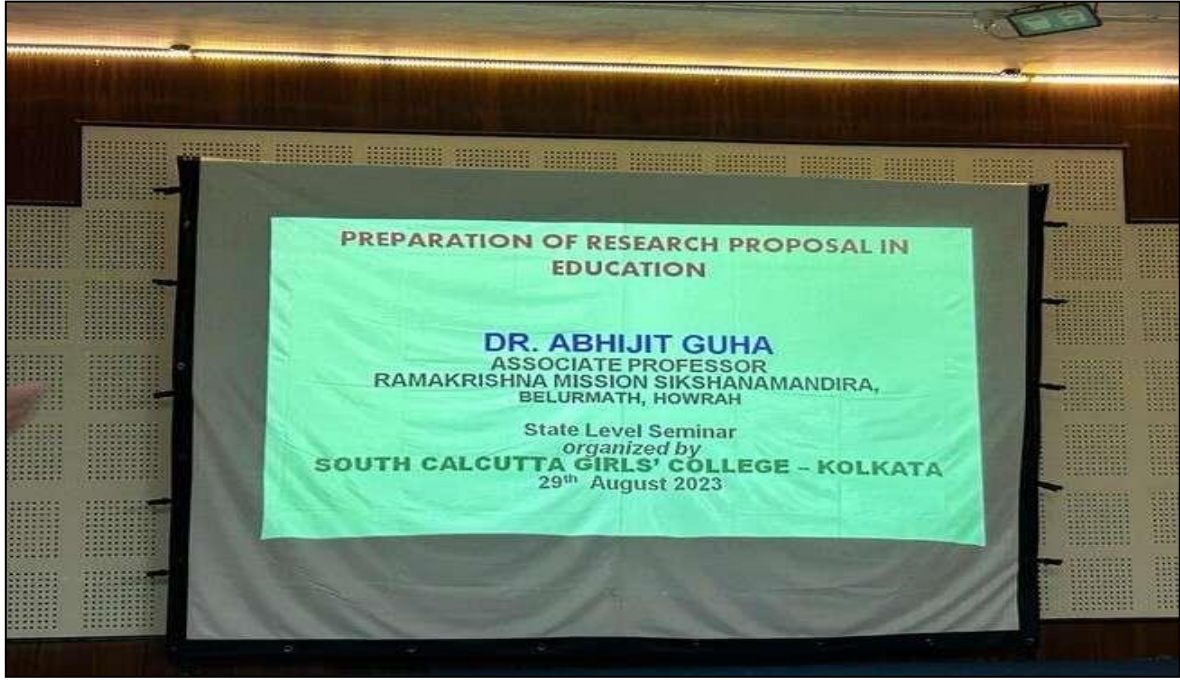 PREPARATION OF RESEARCH PROPOSAL IN
EDUCATION
DR. ABHIJIT GUHA
ASSOCIATE PROFESSOR
RAMAKRISHNA MISSION SIKSHANAMANDIRA,
BELURMATH, HOWRAH
State Level Seminar
organized by
SOUTH CALCUTTA GIRLS' COLLEGE – KOLKATA
29th August 2023